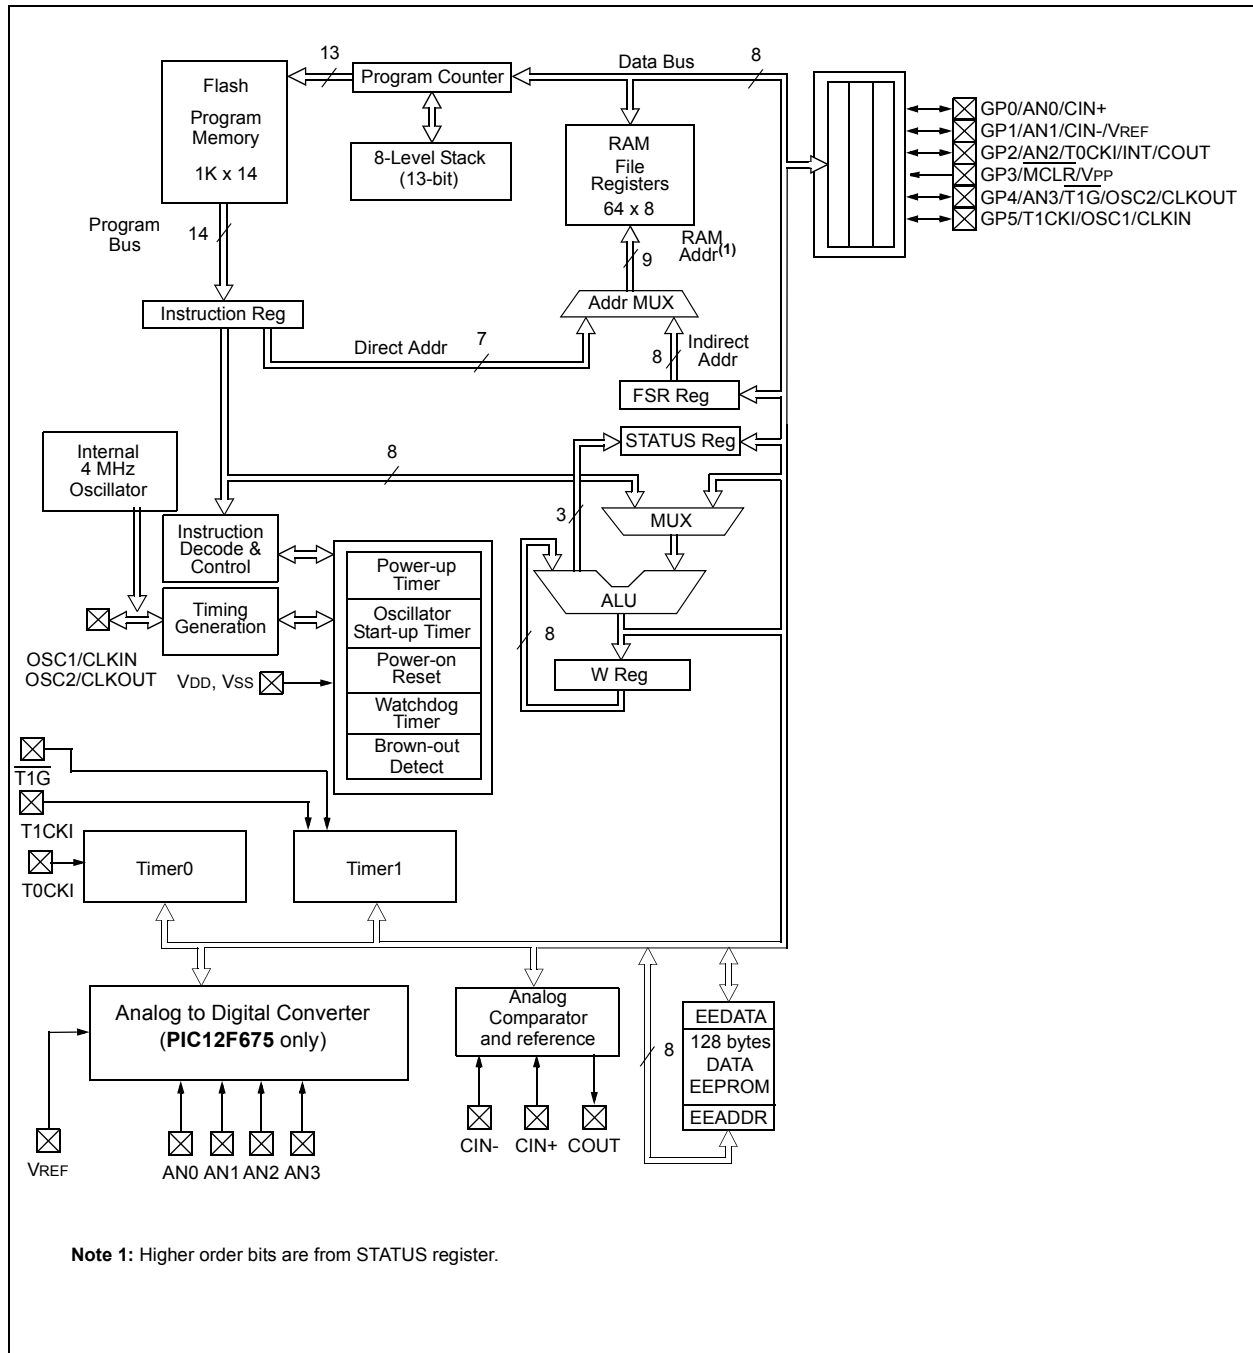 13
Data Bus
8
Flash
Program
Memory
1K x 14
Program Counter
8-Level Stack
(13-bit)
RAM
File
Registers
64 x 8
GP0/AN0/CIN+
GP1/AN1/CIN-/VREF
GP2/AN2/T0CKI/INT/COUT
GP3/MCLR/VPP
GP4/AN3/T1G/OSC2/CLKOUT
GP5/T1CKI/OSC1/CLKIN
Program
Bus
14
RAM
Addr(1)
9
Addr MUX
Instruction Reg
Direct Addr
7
Indirect
Addr
8
FSR Reg
STATUS Reg
Internal
4 MHz
Oscillator
8
3
MUX
Instruction
Decode &
Control
Power-up
Timer
ALU
Timing
Generation
Oscillator
Start-up Timer
8
OSC1/CLKIN
OSC2/CLKOUT
VDD, VSS
Power-on
Reset
W Reg
Watchdog
Timer
Brown-out
Detect
T1G
T1CKI
T0CKI
Timer0
Timer1
Analog to Digital Converter
(PIC12F675 only)
Analog
Comparator
and reference
8
EEDATA
128 bytes
DATA
EEPROM
EEADDR
VREF
AN0 AN1 AN2 AN3
CIN- CIN+ COUT
Note 1: Higher order bits are from STATUS register.